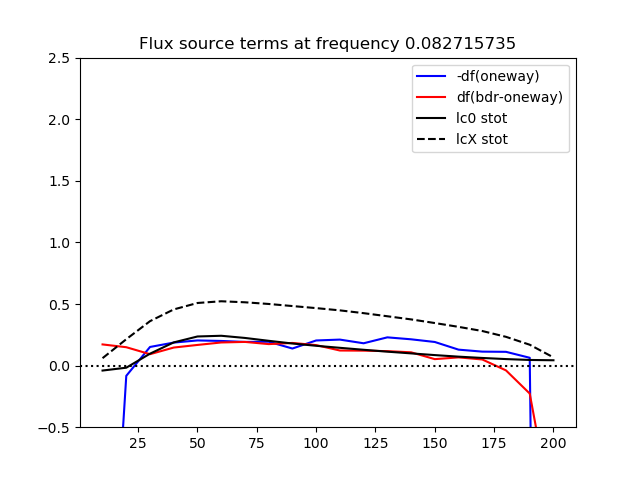 Flux source terms at frequency 0.082715735
2.5
2.0
1.5
1.0
0.5
0.0
−0.5
-df(oneway)
df(bdr-oneway)
lc0 stot
lcX stot
25 50 75 100 125 150 175 200